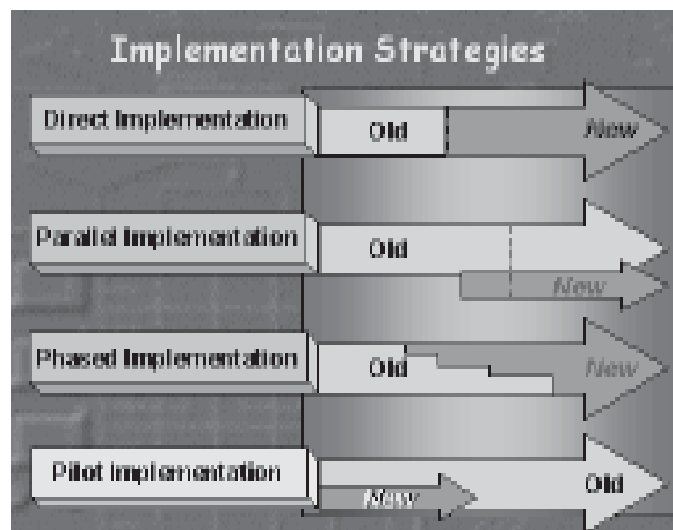 Implementation Strategies
Direct Implementation
Old
New
Parallel Implementation
Old
New
Phased Implementation
Old
New
Pilot implementation
New
Old